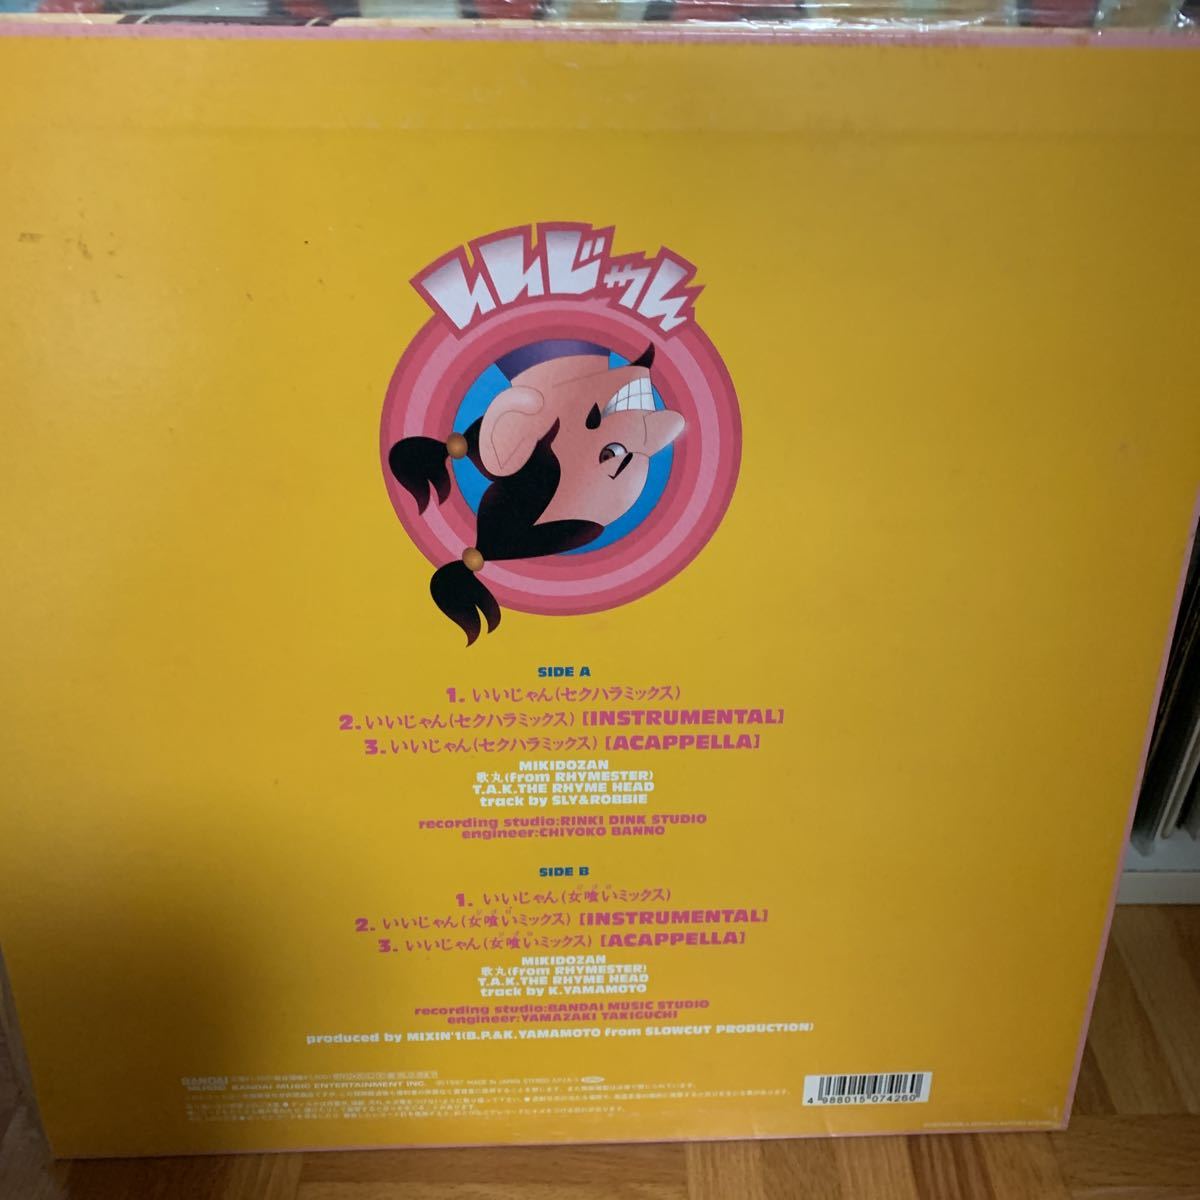 いいじゃん
SIDE A
1. いいじゃん(セクハラミックス)
2. いいじゃん(セクハラミックス) [INSTRUMENTAL]
3. いいじゃん(セクハラミックス) [ACAPPELLA]
MIKIDOZAN
歌丸(from RHYMESTER)
T.A.K.THE RHYME HEAD
track by SLY&ROBBIE
recording studio:RINKI DINK STUDIO
engineer:CHIYOKO BANNO
SIDE B
1. いいじゃん(女喰いミックス)
2. いいじゃん(女喰いミックス) [INSTRUMENTAL]
3. いいじゃん(女喰いミックス) [ACAPPELLA]
MIKIDOZAN
歌丸(from RHYMESTER)
T.A.K.THE RHYME HEAD
track by K.YAMAMOTO
recording studio:BANDAI MUSIC STUDIO
engineer:YAMAZAKI TAKIGUCHI
produced by MIXIN'1(B.P.&K.YAMAMOTO from SLOWCUT PRODUCTION)
BANDAI MUSIC
BANDAI MUSIC ENTERTAINMENT INC. MADE IN JAPAN STEREO
4 988015 074260